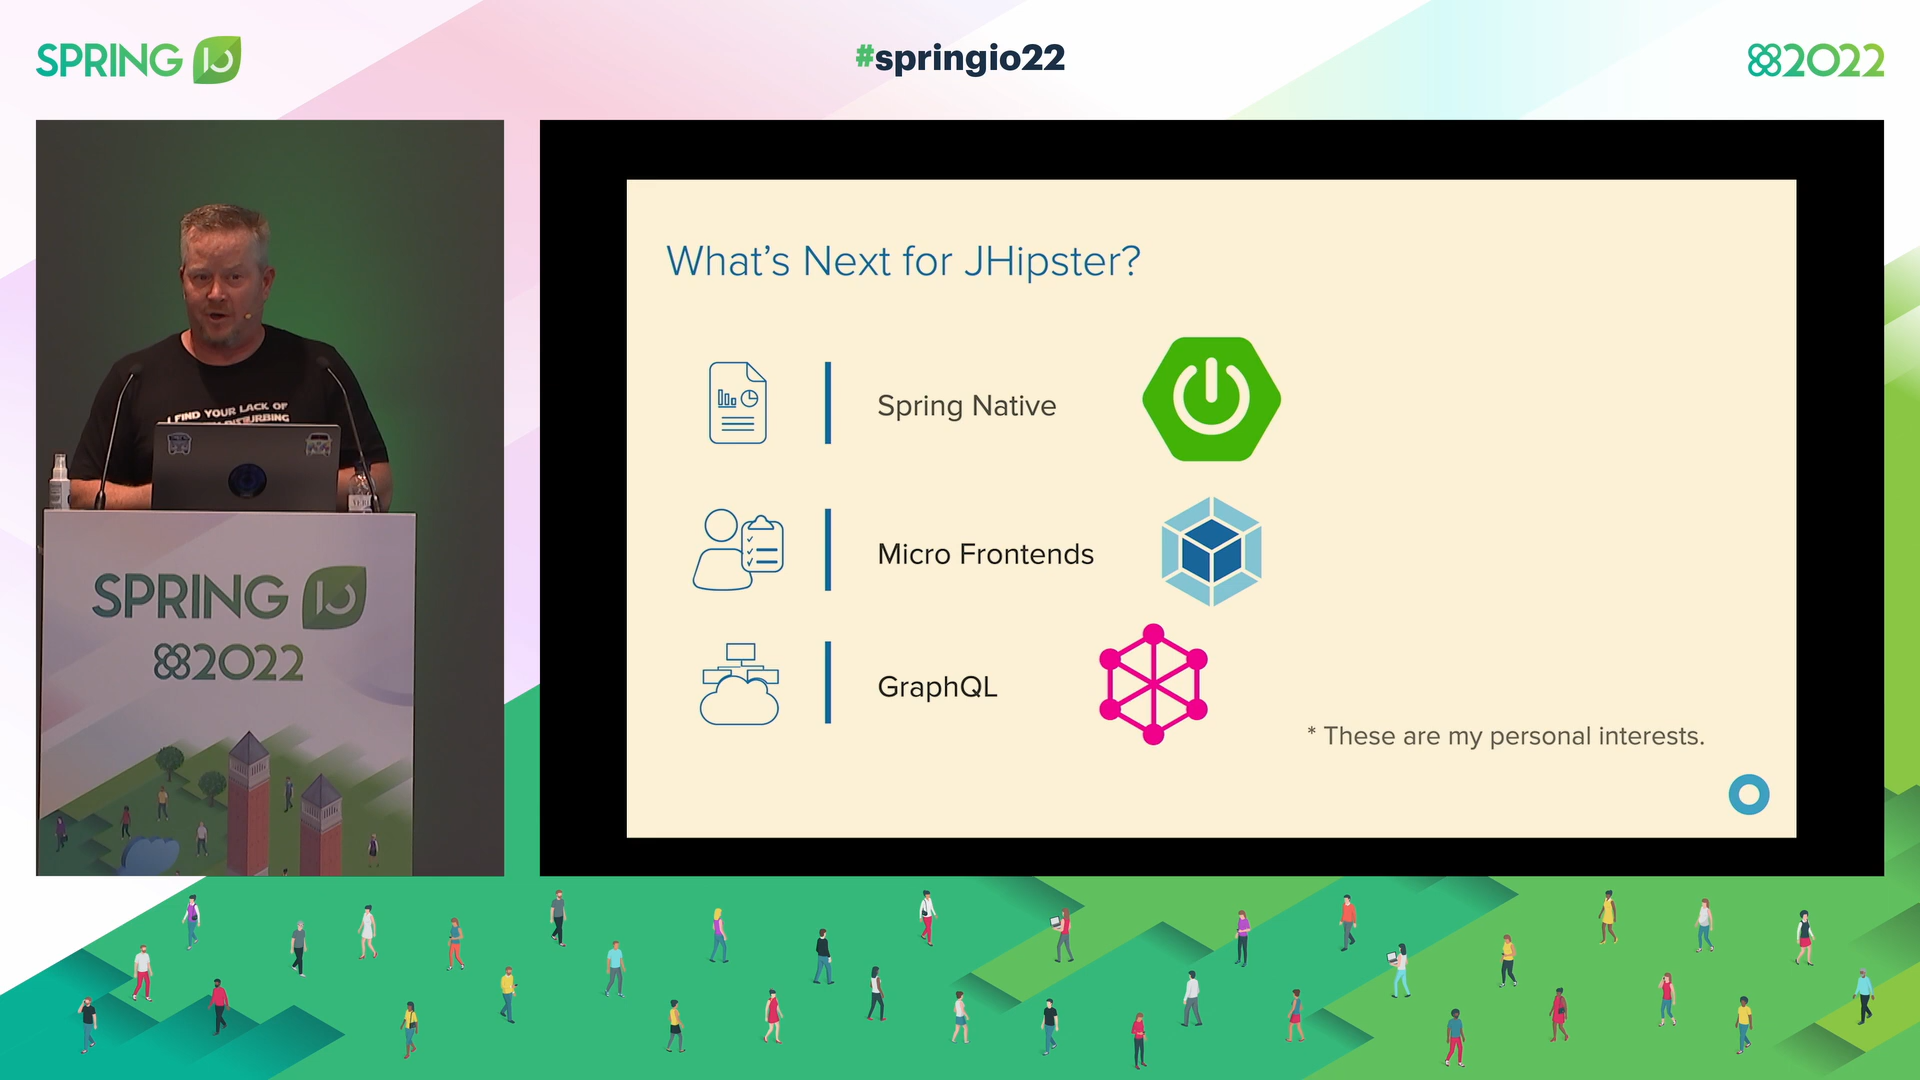 SPRING IO
#springio22
2022
I FIND YOUR LACK OF
DISTURBING
SPRING IO
2022
What's Next for JHipster?
Spring Native
Micro Frontends
GraphQL
* These are my personal interests.